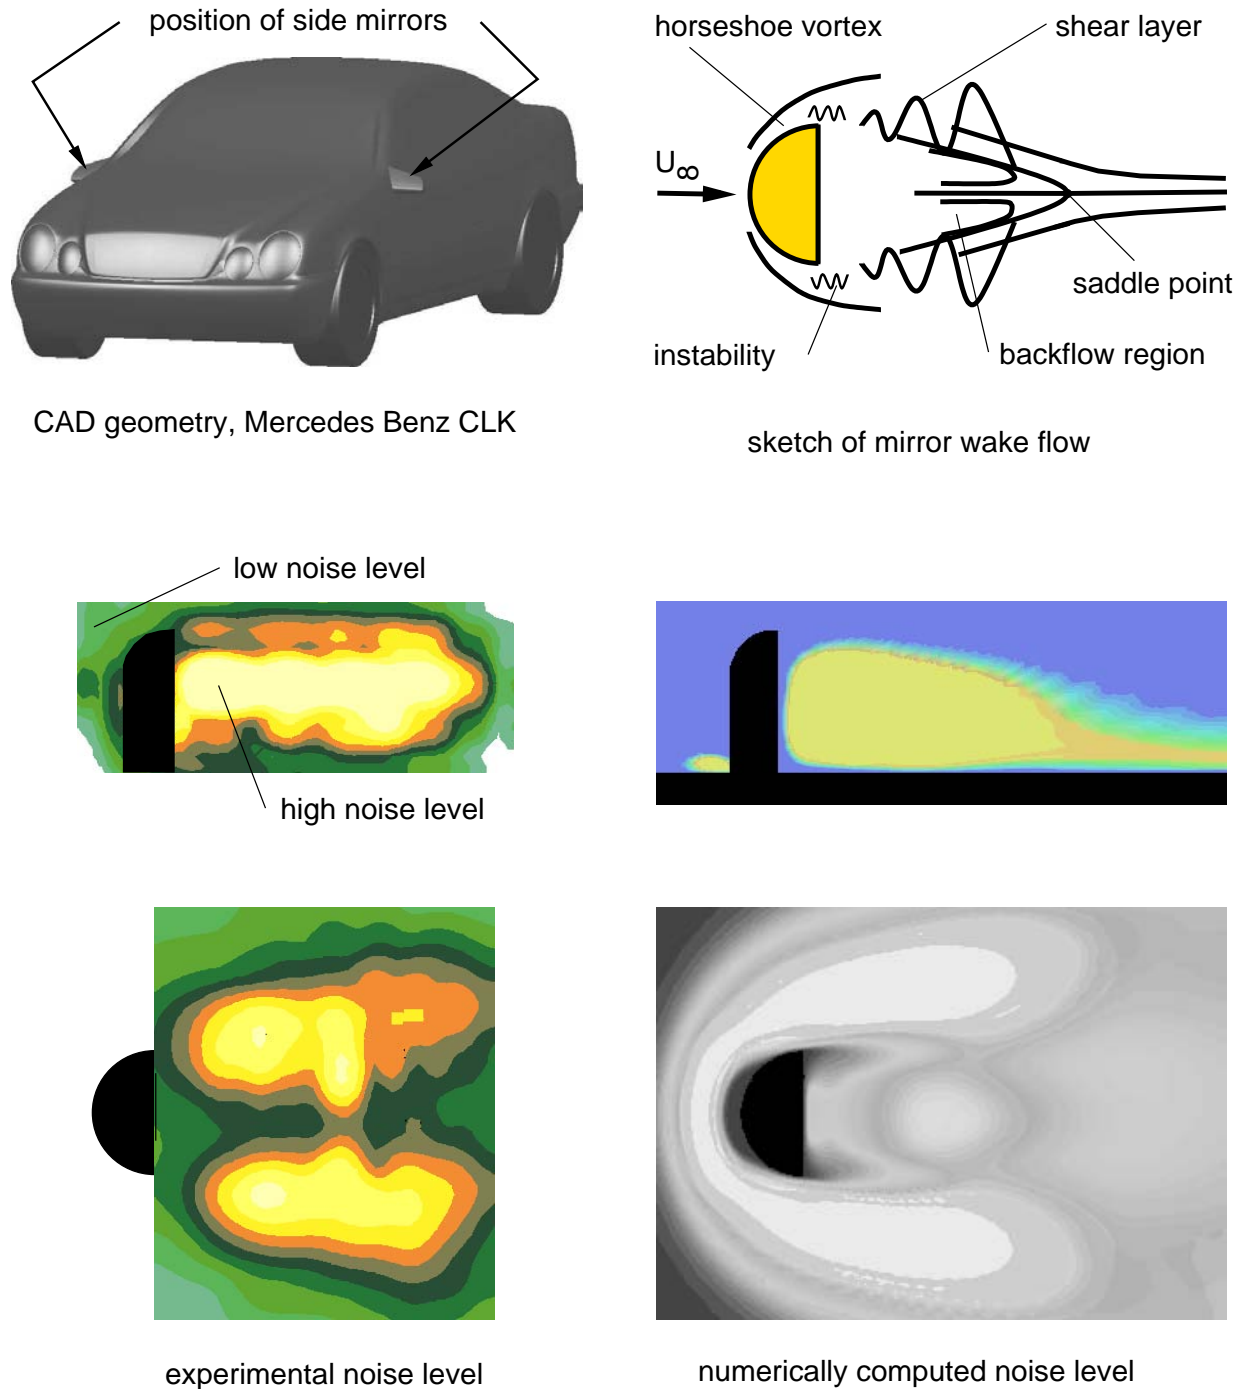 position of side mirrors
CAD geometry, Mercedes Benz CLK
horseshoe vortex
shear layer
U∞
saddle point
instability
backflow region
sketch of mirror wake flow
low noise level
high noise level
experimental noise level
numerically computed noise level